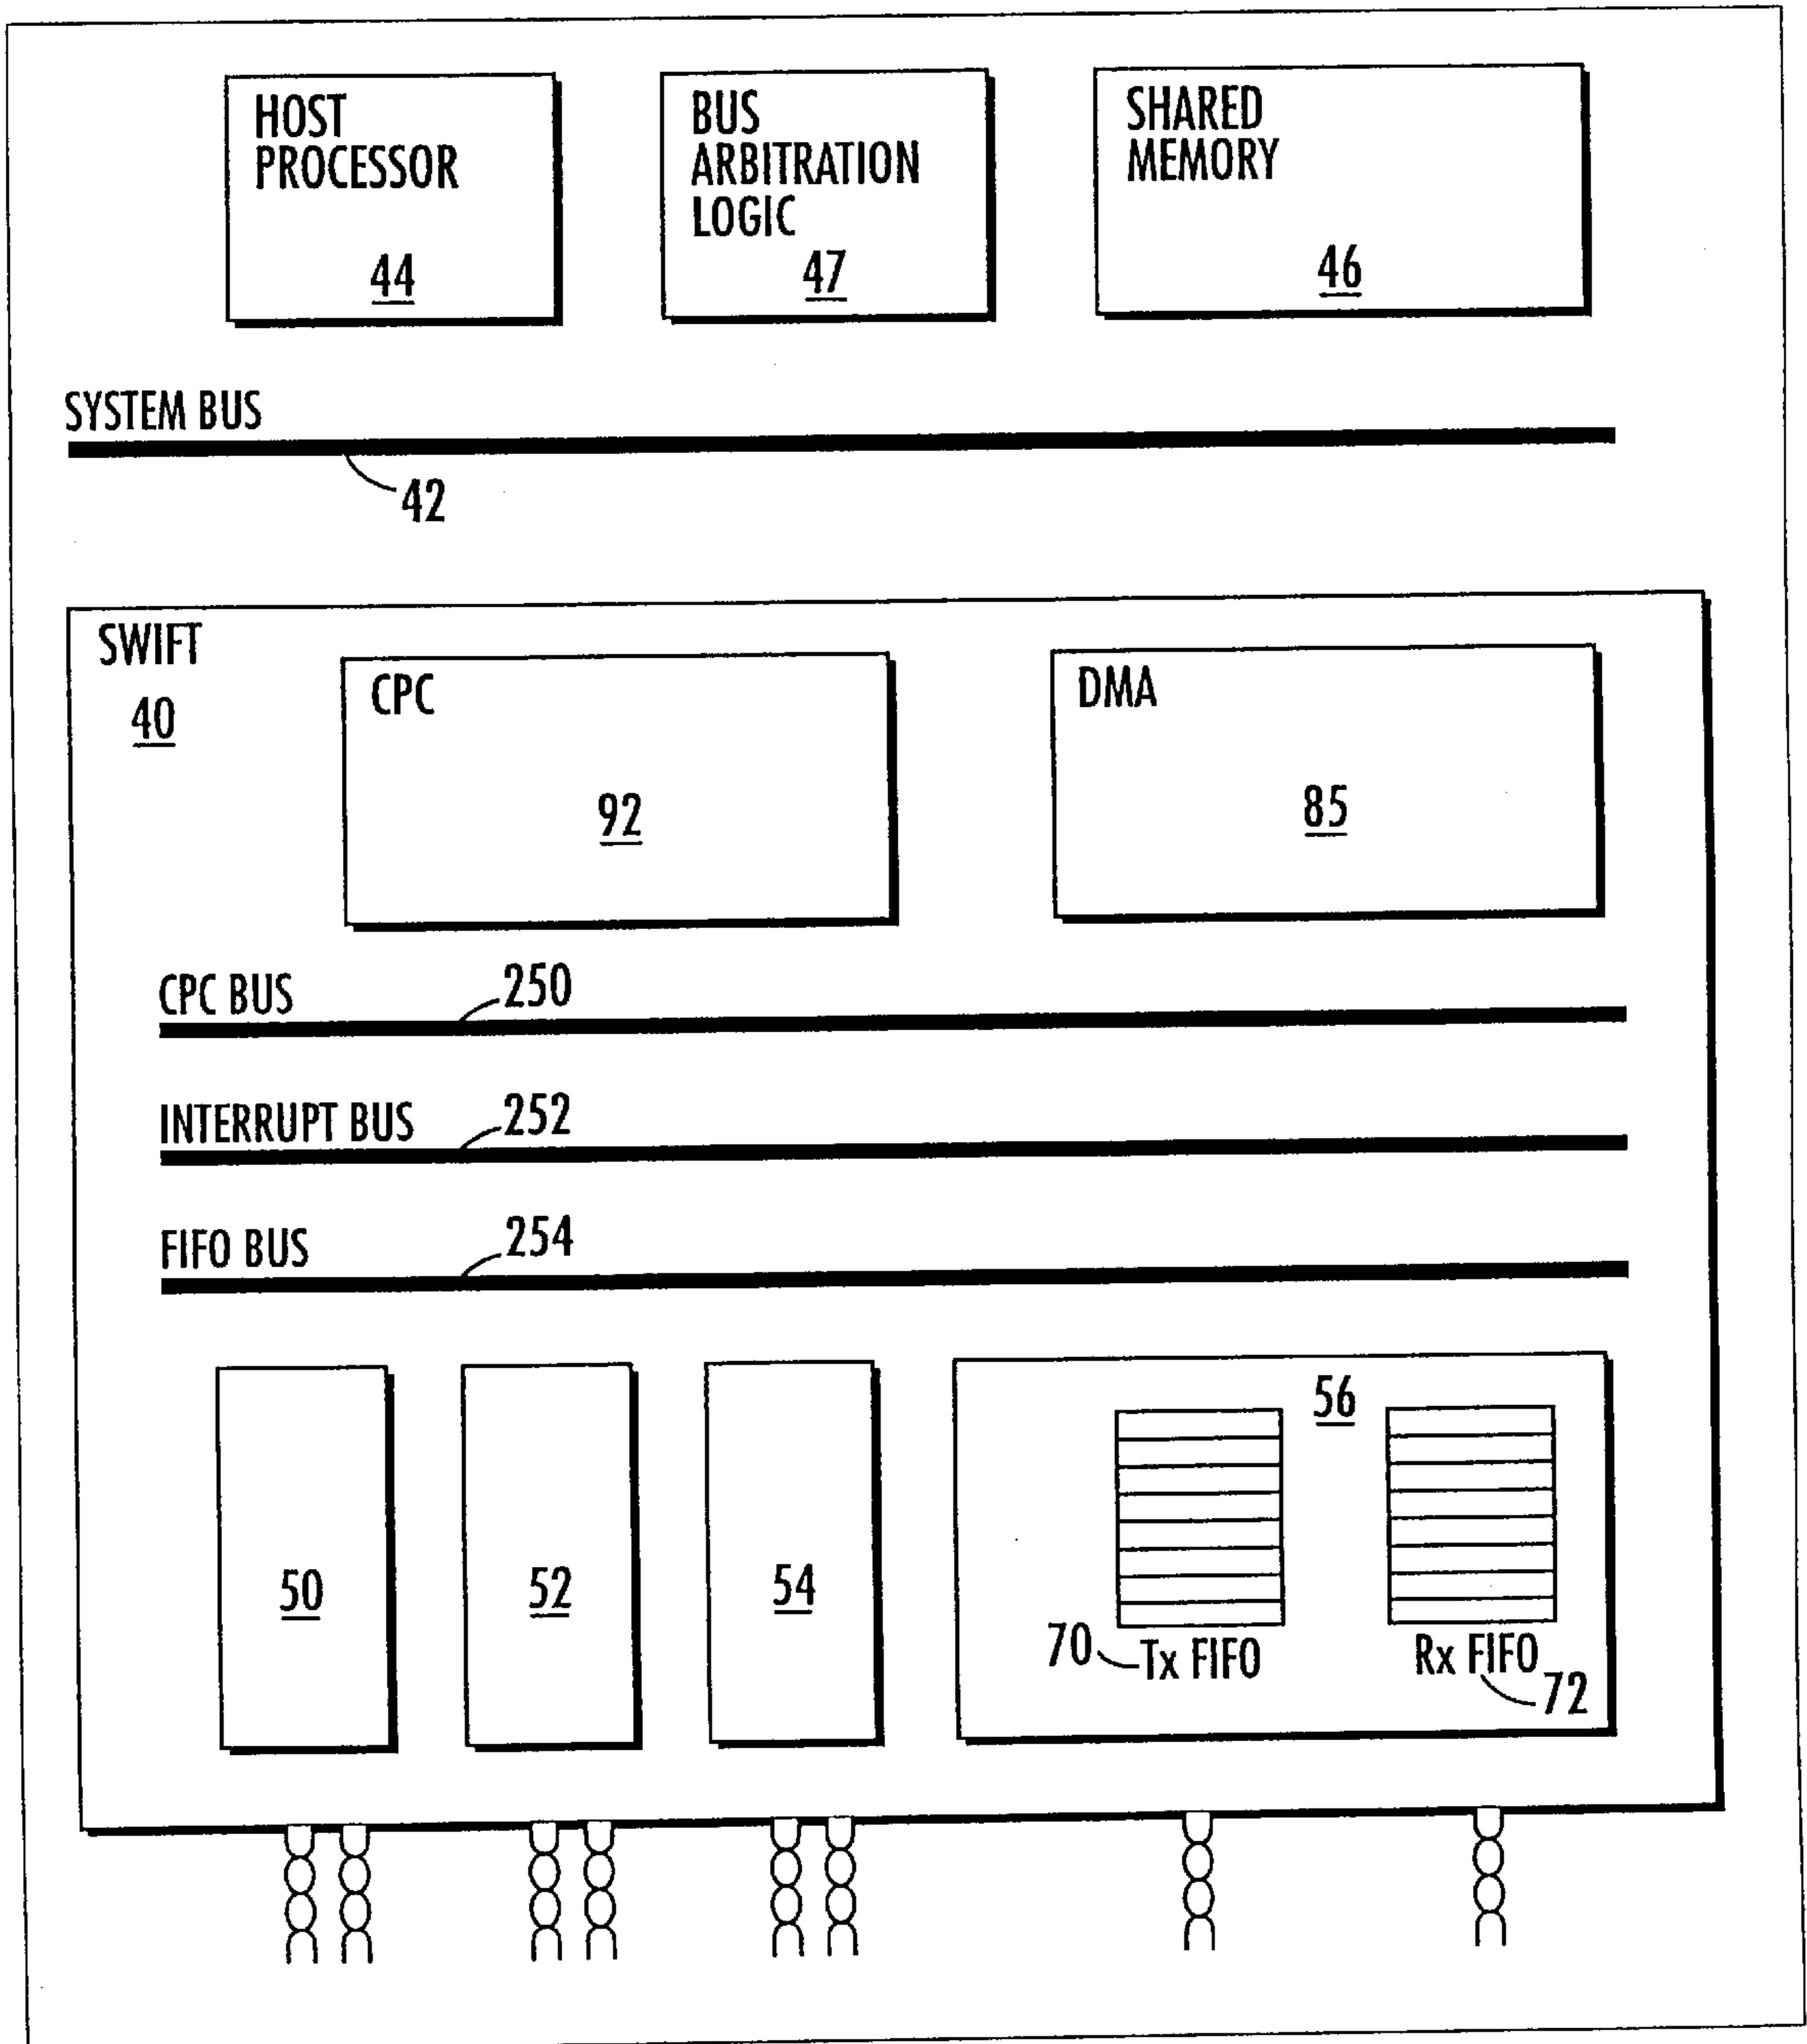 HOST
PROCESSOR
44
BUS
ARBITRATION
LOGIC
47
SHARED
MEMORY
46
SYSTEM BUS
42
SWIFT
40
CPC
92
DMA
85
CPC BUS
250
INTERRUPT BUS
252
FIFO BUS
254
50
52
54
56
70
Tx FIFO
Rx FIFO
72